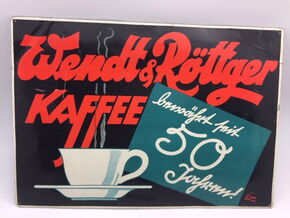 Wendt & Röttger
KAFFEE
bewährt seit
50
Jahren!